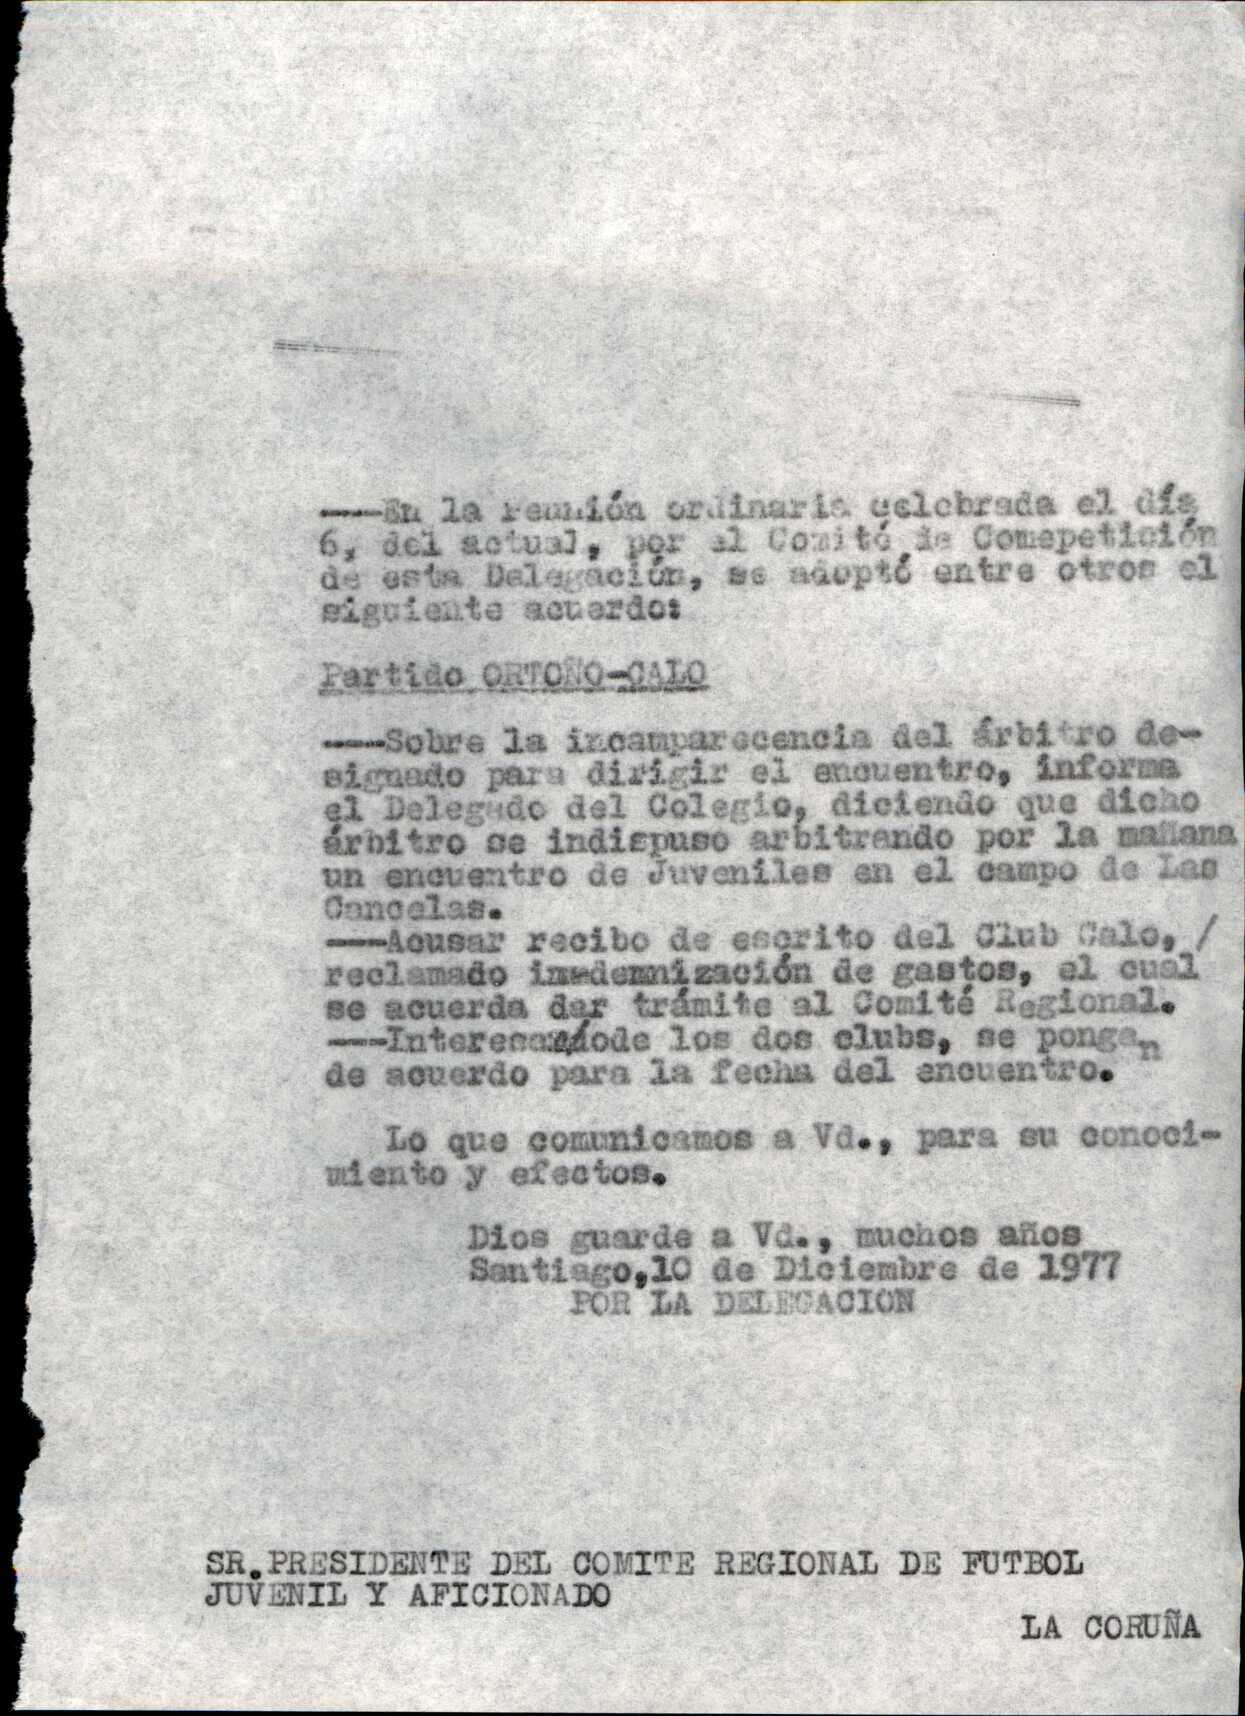 ---En la reunión ordinaria celebrada el día
6, del actual, por el Comité de Comepetición
de esta Delegación, se adoptó entre otros el
siguiente acuerdo:
Partido ORTOÑO-CALO
---Sobre la incamparecencia del árbitro de-
signado para dirigir el encuentro, informa
el Delegado del Colegio, diciendo que dicho
árbitro se indispuso arbitrando por la mañana
un encuentro de Juveniles en el campo de Las
Cancelas.
---Acusar recibo de escrito del Club Calo, /
reclamado indemnización de gastos, el cual
se acuerda dar trámite al Comité Regional.
---Interesando de los dos clubs, se pongan
de acuerdo para la fecha del encuentro.
Lo que comunicamos a Vd., para su conoci-
miento y efectos.
Dios guarde a Vd., muchos años
Santiago,10 de Diciembre de 1977
POR LA DELEGACION
SR.PRESIDENTE DEL COMITE REGIONAL DE FUTBOL
JUVENIL Y AFICIONADO
LA CORUÑA